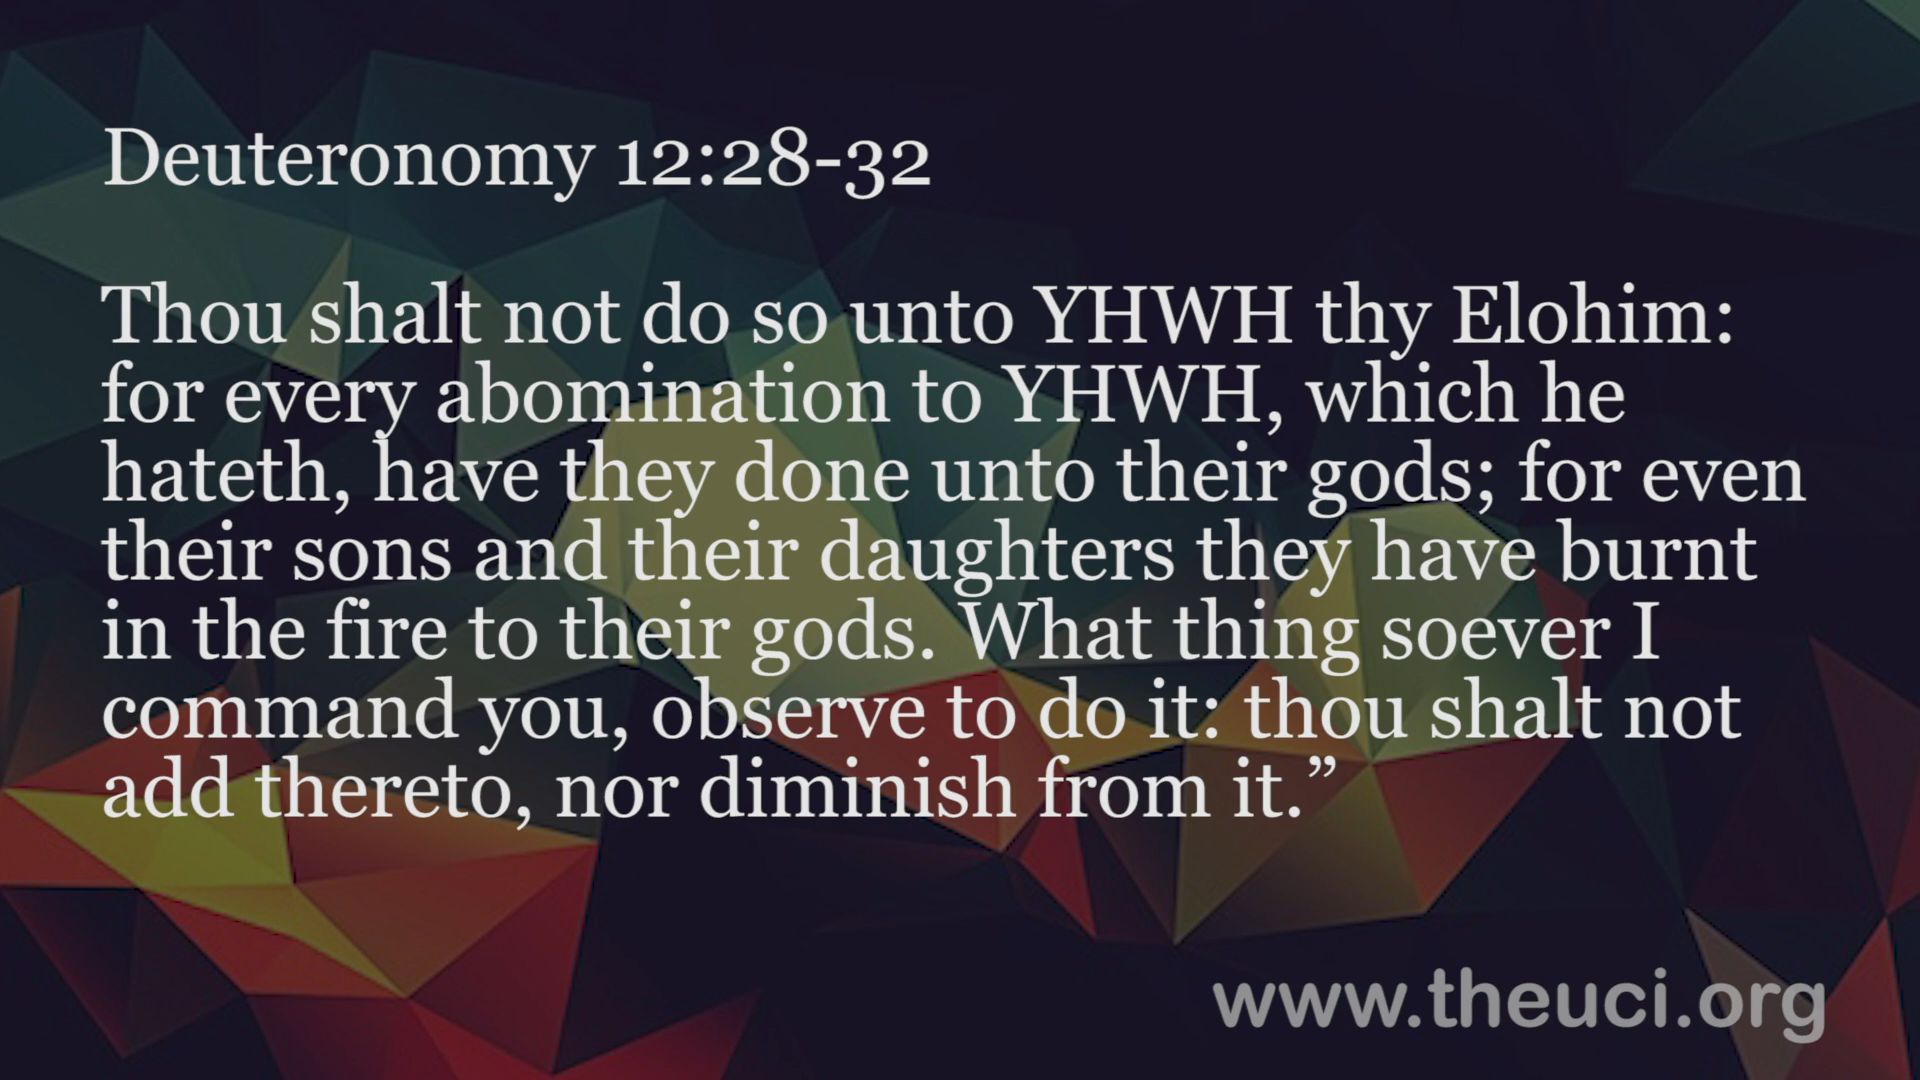 Deuteronomy 12:28-32
Thou shalt not do so unto YHWH thy Elohim:
for every abomination to YHWH, which he
hateth, have they done unto their gods; for even
their sons and their daughters they have burnt
in the fire to their gods. What thing soever I
command you, observe to do it: thou shalt not
add thereto, nor diminish from it.”
www.theuci.org